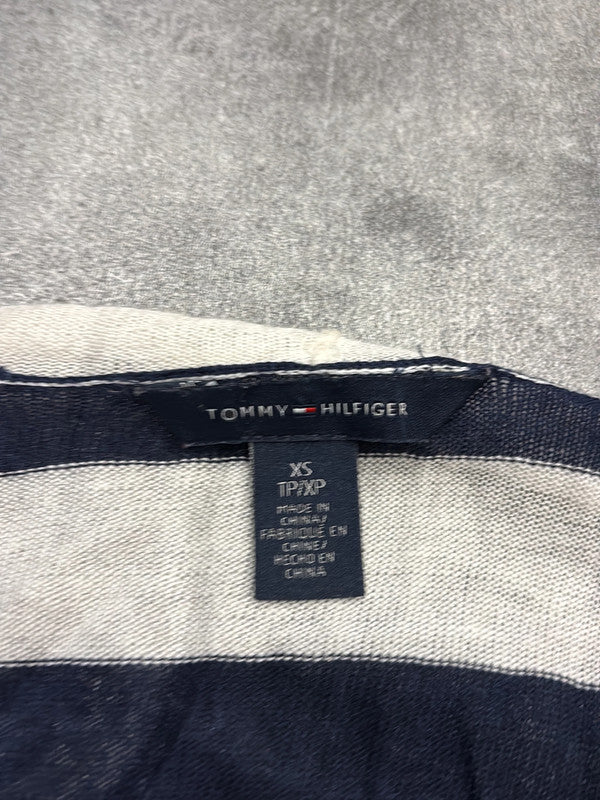 TOMMY HILFIGER
XS
TP/XP
MADE IN
CHINA/
FABRIQUÉ EN
CHINE/
HECHO EN
CHINA